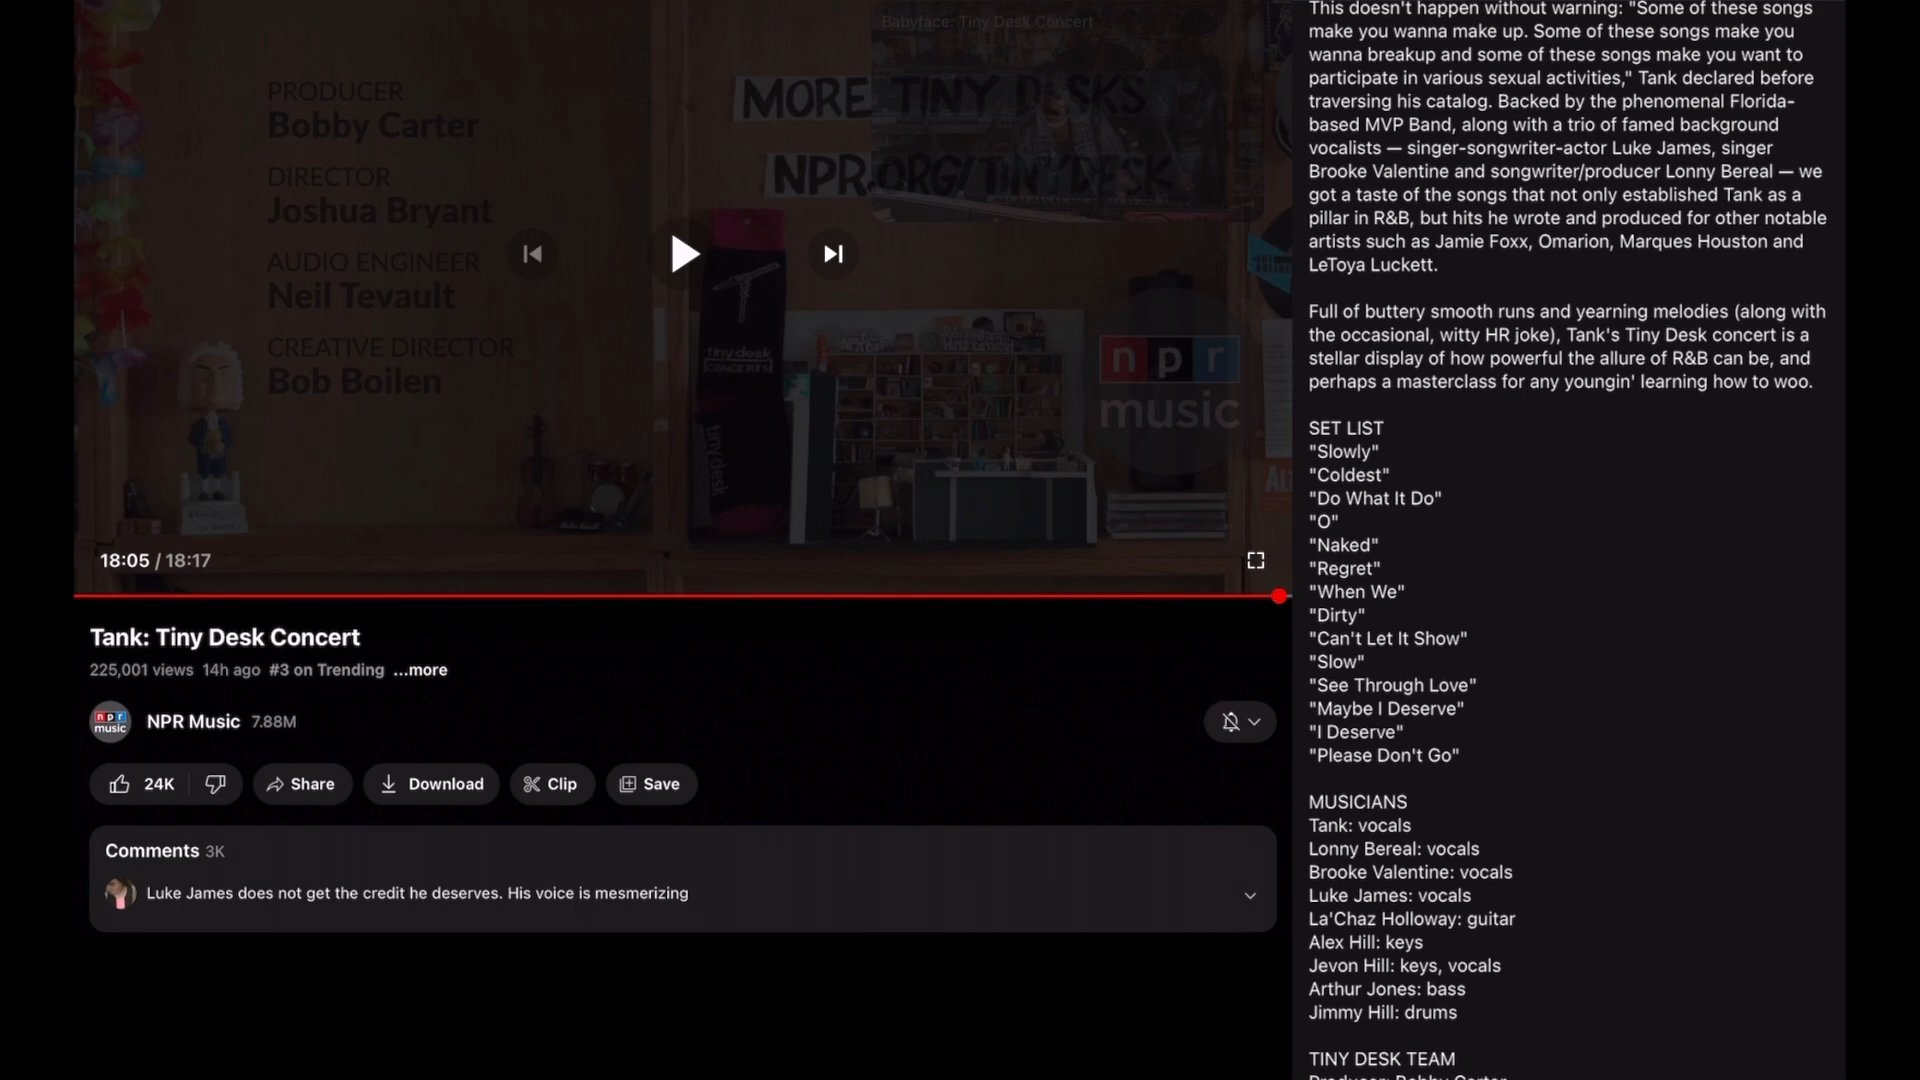 Babyface: Tiny Desk Concert
PRODUCER
Bobby Carter
DIRECTOR
Joshua Bryant
AUDIO ENGINEER
Neil Tevault
CREATIVE DIRECTOR
Bob Boilen
MORE TINY DESKS
NPR.ORG/TINYDESK
tiny desk
CONCERTS
tiny desk
npr
music
18:05 / 18:17
Tank: Tiny Desk Concert
225,001 views 14h ago #3 on Trending ...more
npr
music
NPR Music 7.88M
24K
Share
Download
Clip
Save
Comments 3K
Luke James does not get the credit he deserves. His voice is mesmerizing
This doesn't happen without warning: "Some of these songs
make you wanna make up. Some of these songs make you
wanna breakup and some of these songs make you want to
participate in various sexual activities," Tank declared before
traversing his catalog. Backed by the phenomenal Florida-
based MVP Band, along with a trio of famed background
vocalists — singer-songwriter-actor Luke James, singer
Brooke Valentine and songwriter/producer Lonny Bereal — we
got a taste of the songs that not only established Tank as a
pillar in R&B, but hits he wrote and produced for other notable
artists such as Jamie Foxx, Omarion, Marques Houston and
LeToya Luckett.
Full of buttery smooth runs and yearning melodies (along with
the occasional, witty HR joke), Tank's Tiny Desk concert is a
stellar display of how powerful the allure of R&B can be, and
perhaps a masterclass for any youngin' learning how to woo.
SET LIST
"Slowly"
"Coldest"
"Do What It Do"
"O"
"Naked"
"Regret"
"When We"
"Dirty"
"Can't Let It Show"
"Slow"
"See Through Love"
"Maybe I Deserve"
"I Deserve"
"Please Don't Go"
MUSICIANS
Tank: vocals
Lonny Bereal: vocals
Brooke Valentine: vocals
Luke James: vocals
La'Chaz Holloway: guitar
Alex Hill: keys
Jevon Hill: keys, vocals
Arthur Jones: bass
Jimmy Hill: drums
TINY DESK TEAM
Producer: Bobby Carter